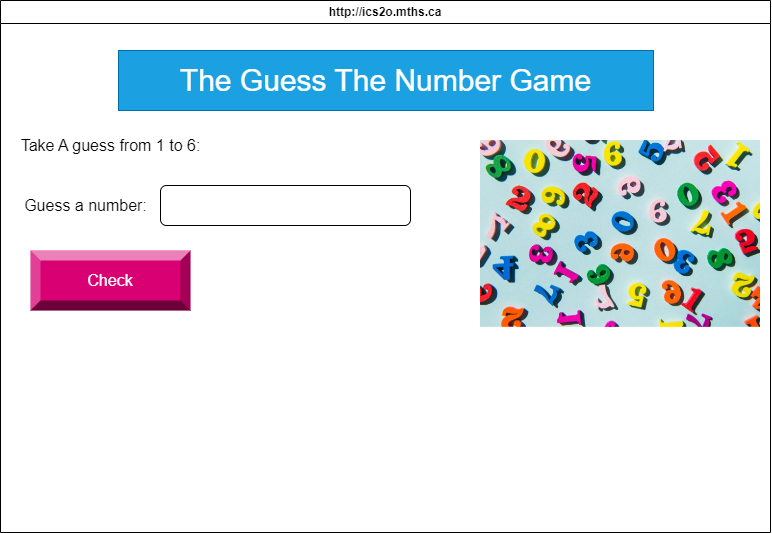 http://ics2o.mths.ca
The Guess The Number Game
Take A guess from 1 to 6:
Guess a number:
Check